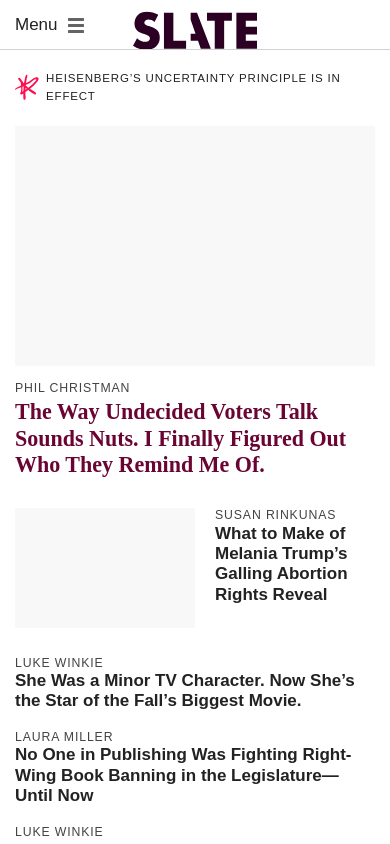 Menu
SLATE
HEISENBERG’S UNCERTAINTY PRINCIPLE IS IN
EFFECT
PHIL CHRISTMAN
The Way Undecided Voters Talk
Sounds Nuts. I Finally Figured Out
Who They Remind Me Of.
SUSAN RINKUNAS
What to Make of
Melania Trump’s
Galling Abortion
Rights Reveal
LUKE WINKIE
She Was a Minor TV Character. Now She’s
the Star of the Fall’s Biggest Movie.
LAURA MILLER
No One in Publishing Was Fighting Right-
Wing Book Banning in the Legislature—
Until Now
LUKE WINKIE